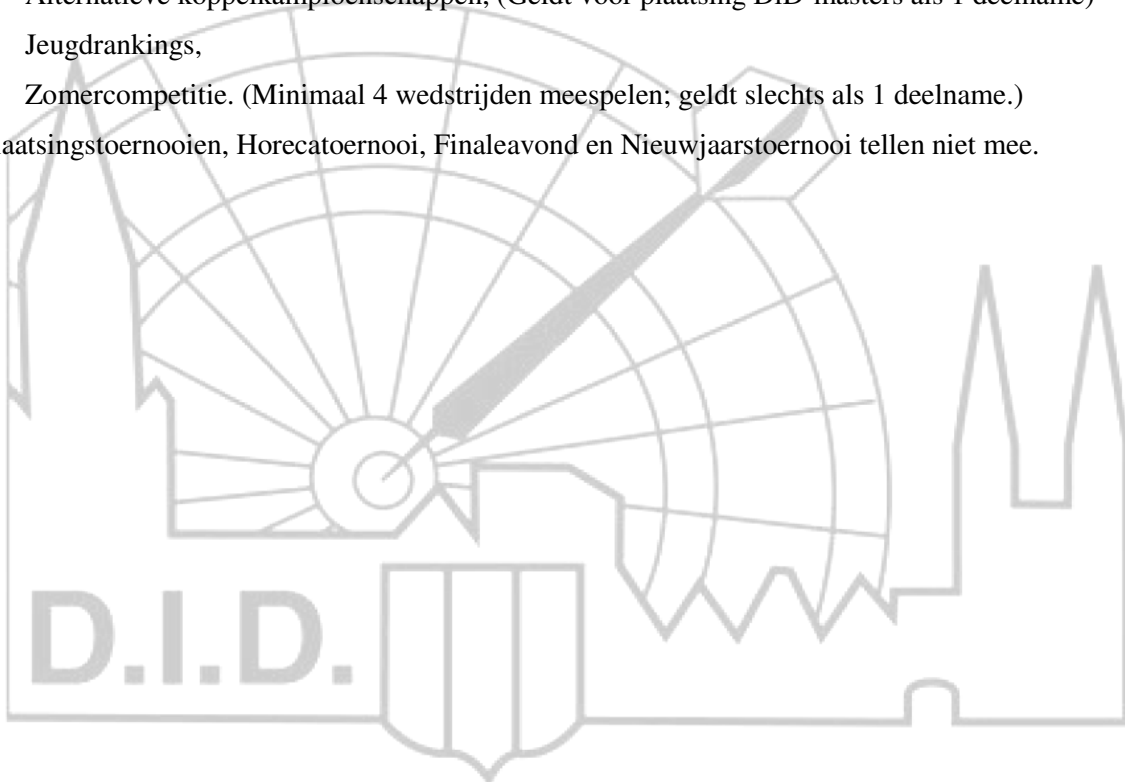 Alternatieve koppelkampioenschappen, (Geldt voor plaatsing DID-masters als 1 deelname)
Jeugdrankings,
Zomercompetitie. (Minimaal 4 wedstrijden meespelen; geldt slechts als 1 deelname.)
laatsingstoernooien, Horecatoernooi, Finaleavond en Nieuwjaarstoernooi tellen niet mee.
D.I.D.